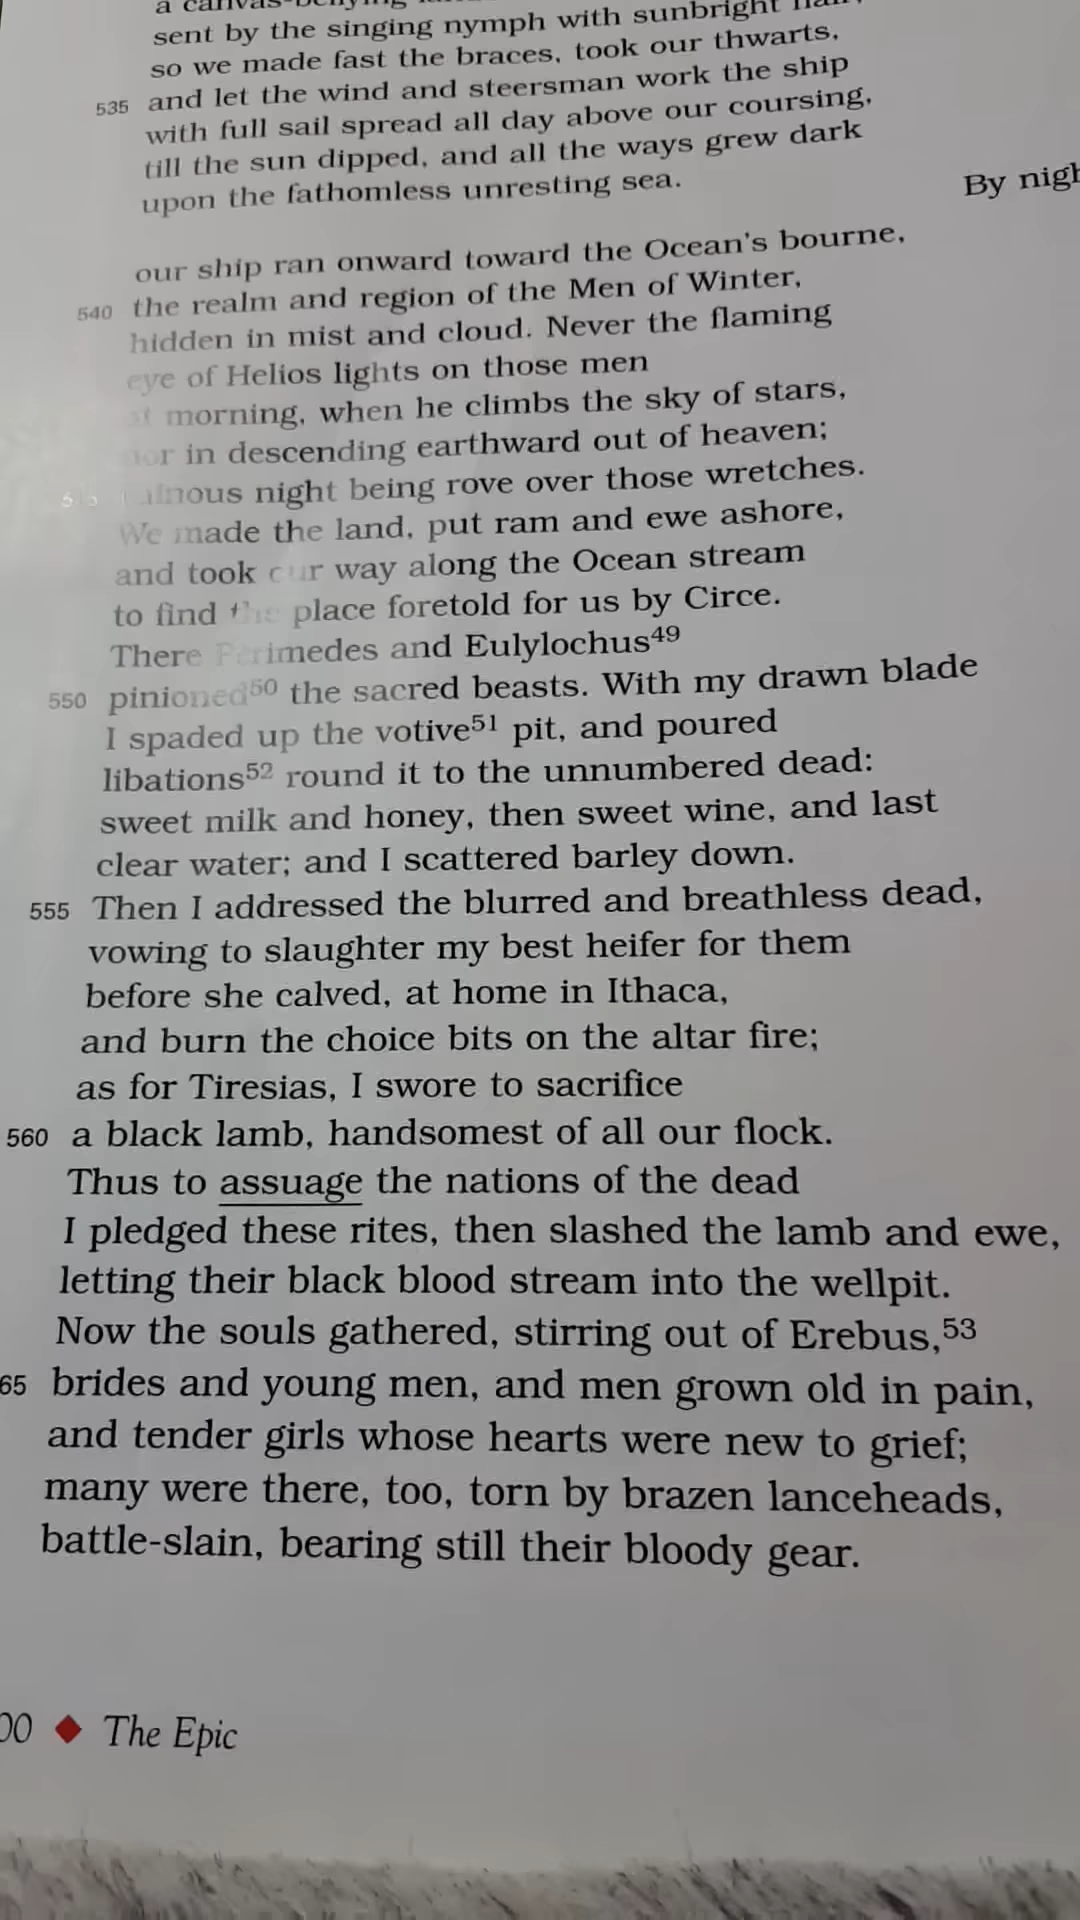 a
sent by the singing nymph with sunbright
so we made fast the braces, took our thwarts,
535 and let the wind and steersman work the ship
with full sail spread all day above our coursing,
till the sun dipped, and all the ways grew dark
upon the fathomless unresting sea.
By nigh
our ship ran onward toward the Ocean's bourne,
540 the realm and region of the Men of Winter,
hidden in mist and cloud. Never the flaming
eye of Helios lights on those men
at morning, when he climbs the sky of stars,
nor in descending earthward out of heaven;
night being rove over those wretches.
We made the land, put ram and ewe ashore,
and took our way along the Ocean stream
to find the place foretold for us by Circe.
There Perimedes and Eulylochus49
550 pinioned50 the sacred beasts. With my drawn blade
I spaded up the votive51 pit, and poured
libations52 round it to the unnumbered dead:
sweet milk and honey, then sweet wine, and last
clear water; and I scattered barley down.
555 Then I addressed the blurred and breathless dead,
vowing to slaughter my best heifer for them
before she calved, at home in Ithaca,
and burn the choice bits on the altar fire;
as for Tiresias, I swore to sacrifice
560 a black lamb, handsomest of all our flock.
Thus to assuage the nations of the dead
I pledged these rites, then slashed the lamb and ewe,
letting their black blood stream into the wellpit.
Now the souls gathered, stirring out of Erebus,53
65 brides and young men, and men grown old in pain,
and tender girls whose hearts were new to grief;
many were there, too, torn by brazen lanceheads,
battle-slain, bearing still their bloody gear.
00 ◆ The Epic